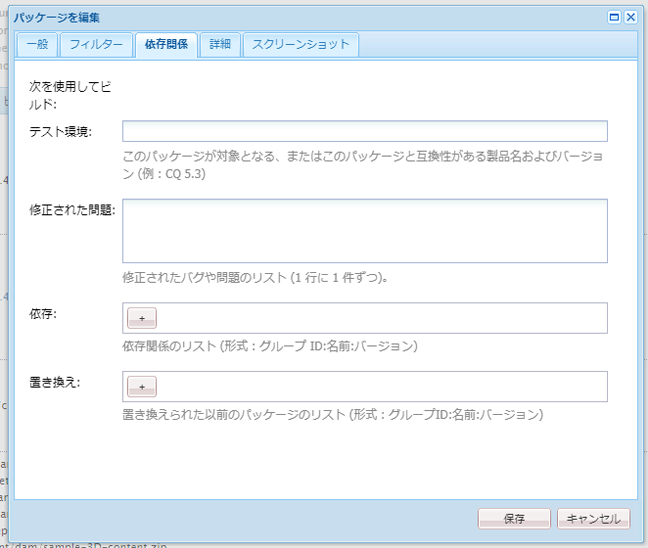 パッケージを編集
一般
フィルター
依存関係
詳細
スクリーンショット
次を使用してビ
ルド:
テスト環境:
このパッケージが対象となる、またはこのパッケージと互換性がある製品名およびバージョ
ン (例：CQ 5.3)
修正された問題:
修正されたバグや問題のリスト (1 行に 1 件ずつ)。
依存:
+
依存関係のリスト (形式：グループ ID:名前:バージョン)
置き換え:
+
置き換えられた以前のパッケージのリスト (形式：グループID:名前:バージョン)
保存
キャンセル
nt/dam/sample-3D-content.zip